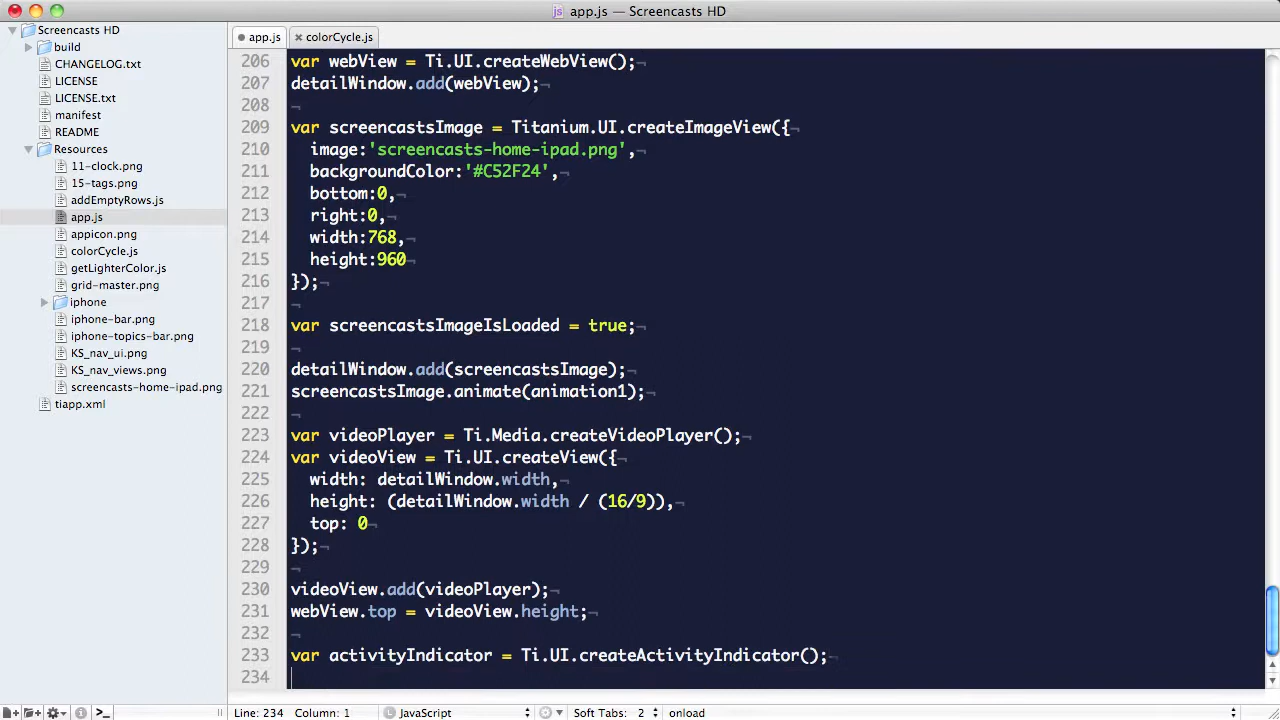 app.js — Screencasts HD
Screencasts HD
build
CHANGELOG.txt
LICENSE
LICENSE.txt
manifest
README
Resources
11-clock.png
15-tags.png
addEmptyRows.js
app.js
appicon.png
colorCycle.js
getLighterColor.js
grid-master.png
iphone
iphone-bar.png
iphone-topics-bar.png
KS_nav_ui.png
KS_nav_views.png
screencasts-home-ipad.png
tiapp.xml
app.js colorCycle.js
206 var webView = Ti.UI.createWebView();¬
207 detailWindow.add(webView);¬
208 ¬
209 var screencastsImage = Titanium.UI.createImageView({¬
210 image:'screencasts-home-ipad.png',¬
211 backgroundColor:'#C52F24',¬
212 bottom:0,¬
213 right:0,¬
214 width:768,¬
215 height:960¬
216 });¬
217 ¬
218 var screencastsImageIsLoaded = true;¬
219 ¬
220 detailWindow.add(screencastsImage);¬
221 screencastsImage.animate(animation1);¬
222 ¬
223 var videoPlayer = Ti.Media.createVideoPlayer();¬
224 var videoView = Ti.UI.createView({¬
225 width: detailWindow.width,¬
226 height: (detailWindow.width / (16/9)),¬
227 top: 0¬
228 });¬
229 ¬
230 videoView.add(videoPlayer);¬
231 webView.top = videoView.height;¬
232 ¬
233 var activityIndicator = Ti.UI.createActivityIndicator();¬
234
Line: 234 Column: 1 JavaScript Soft Tabs: 2 onload